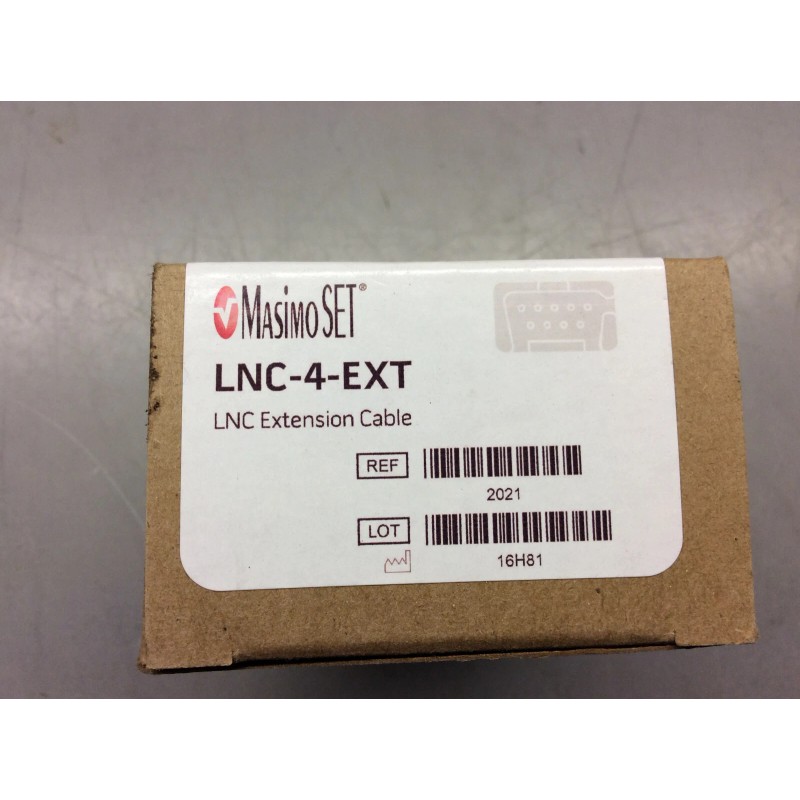 MASIMO SET®
LNC-4-EXT
LNC Extension Cable
REF
2021
LOT
16H81